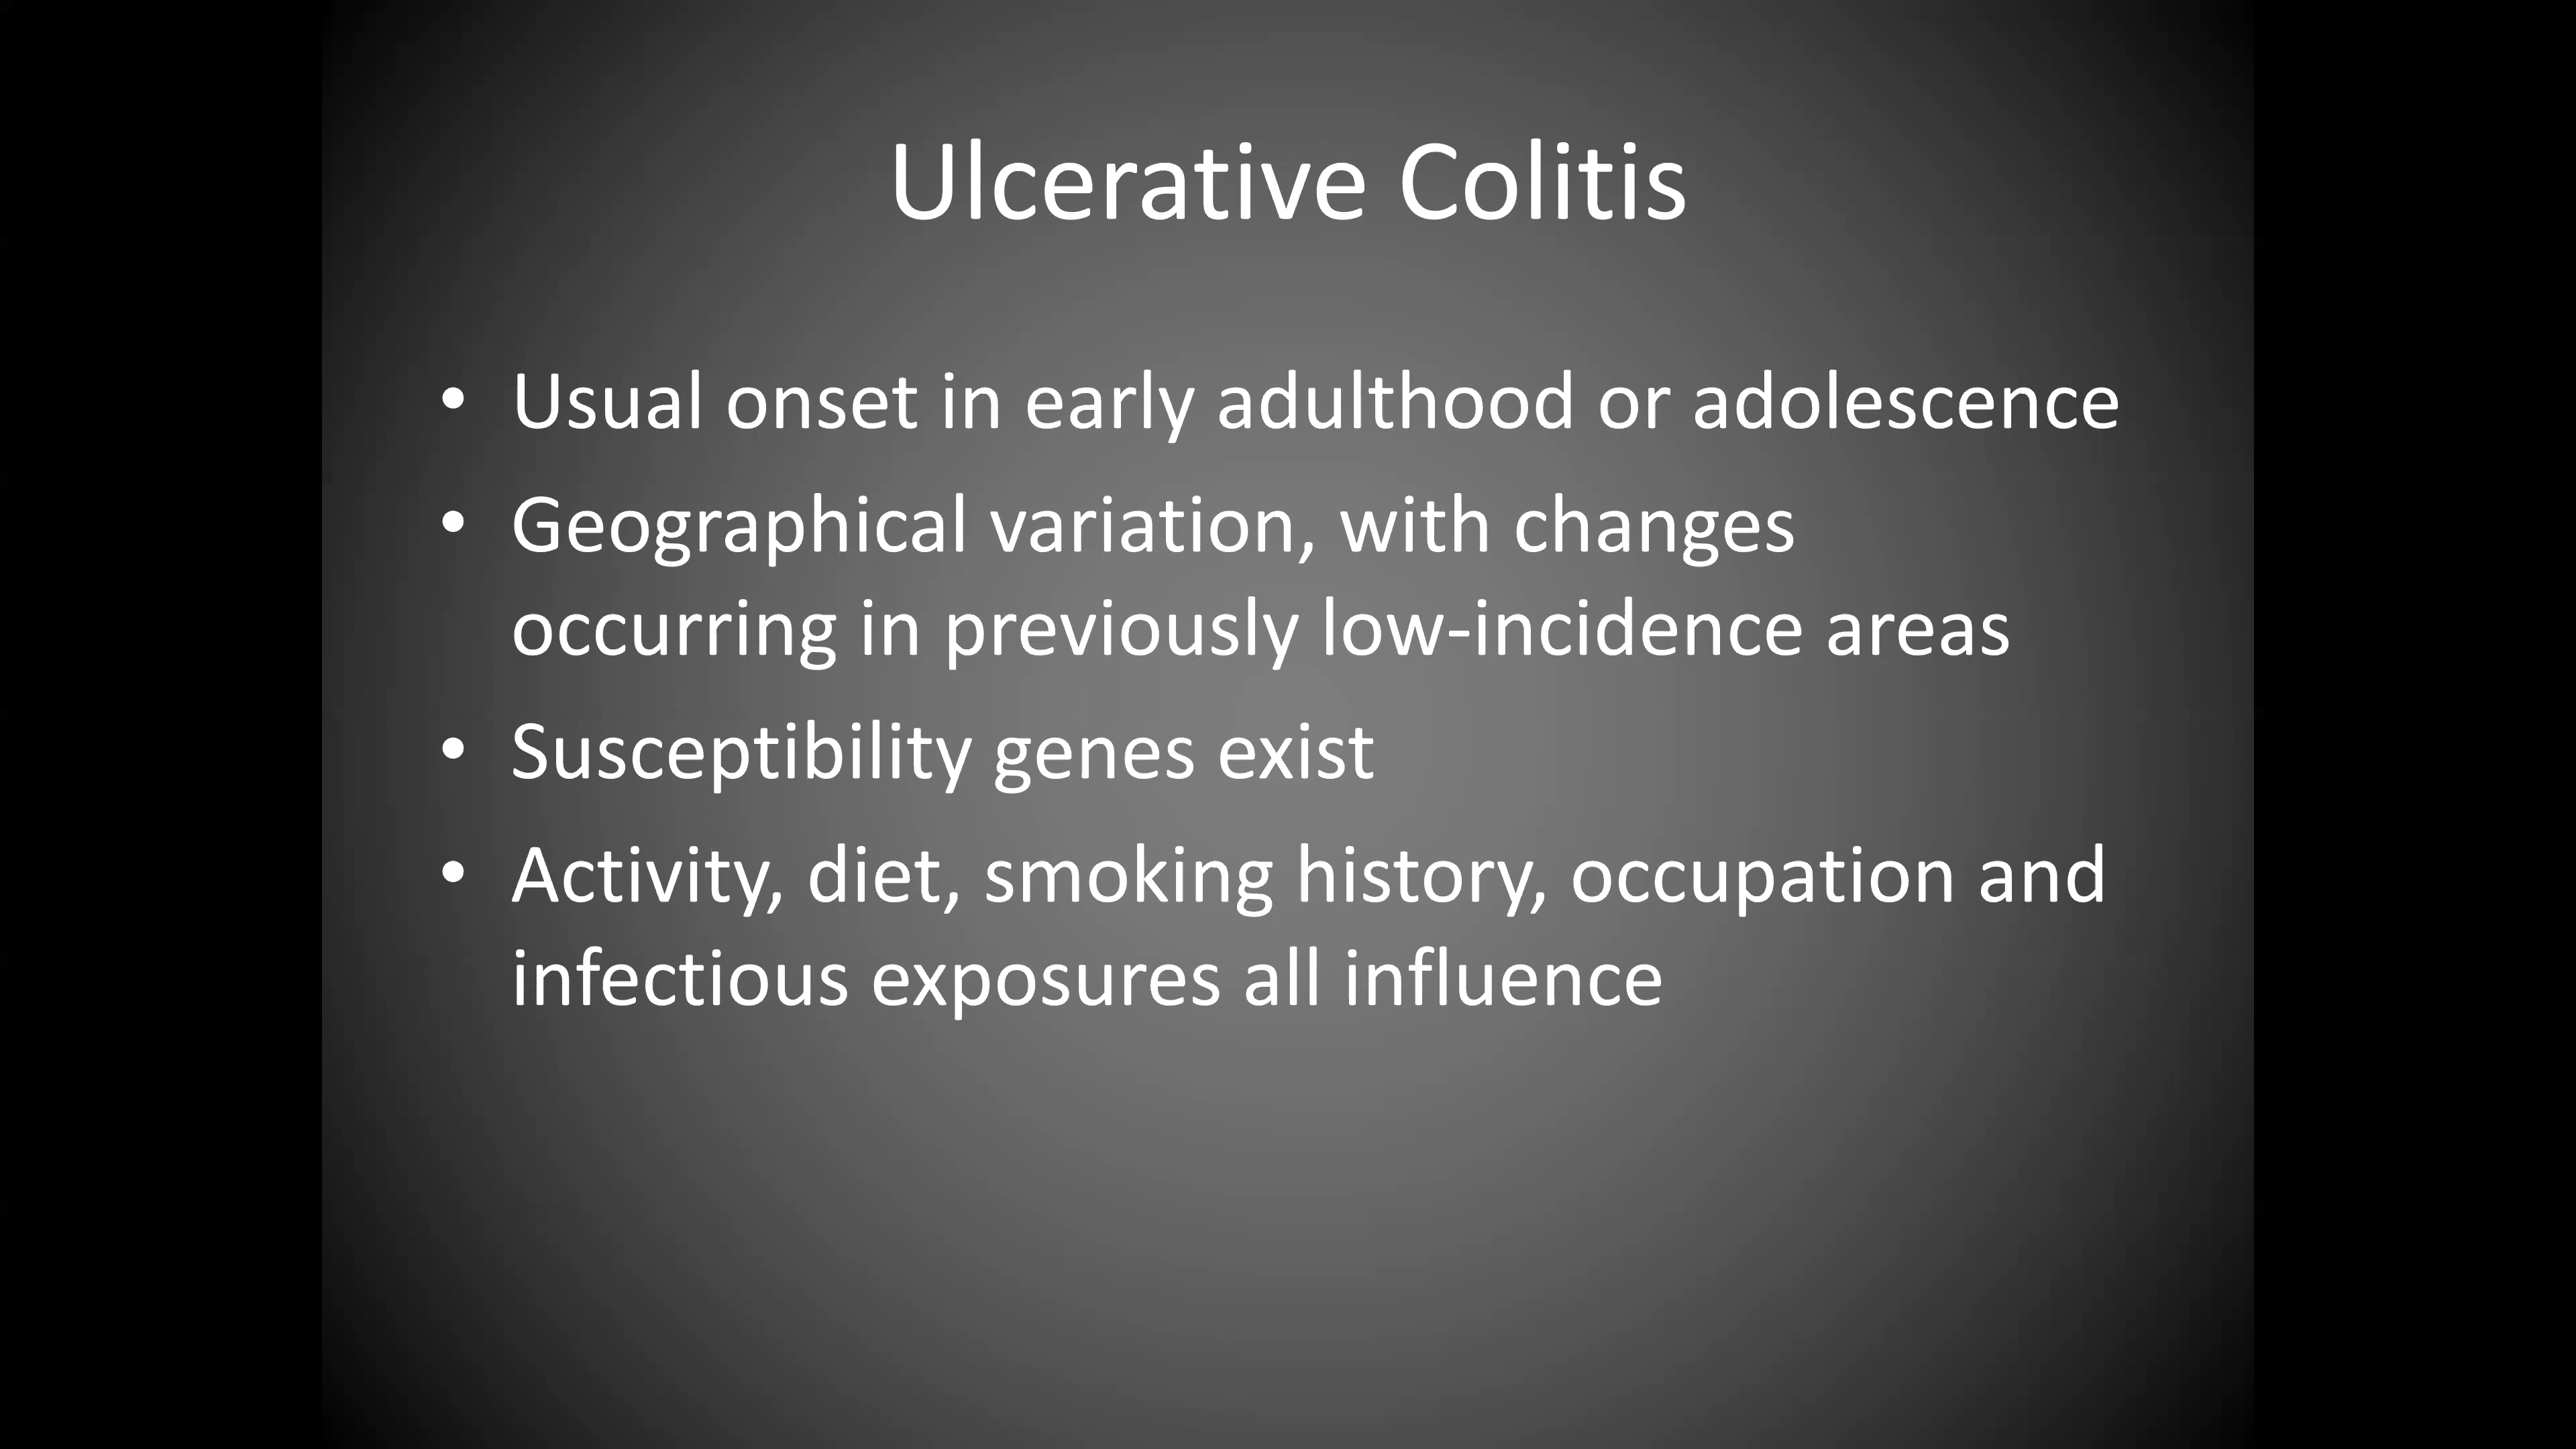 Ulcerative Colitis
• Usual onset in early adulthood or adolescence
• Geographical variation, with changes
occurring in previously low-incidence areas
• Susceptibility genes exist
• Activity, diet, smoking history, occupation and
infectious exposures all influence